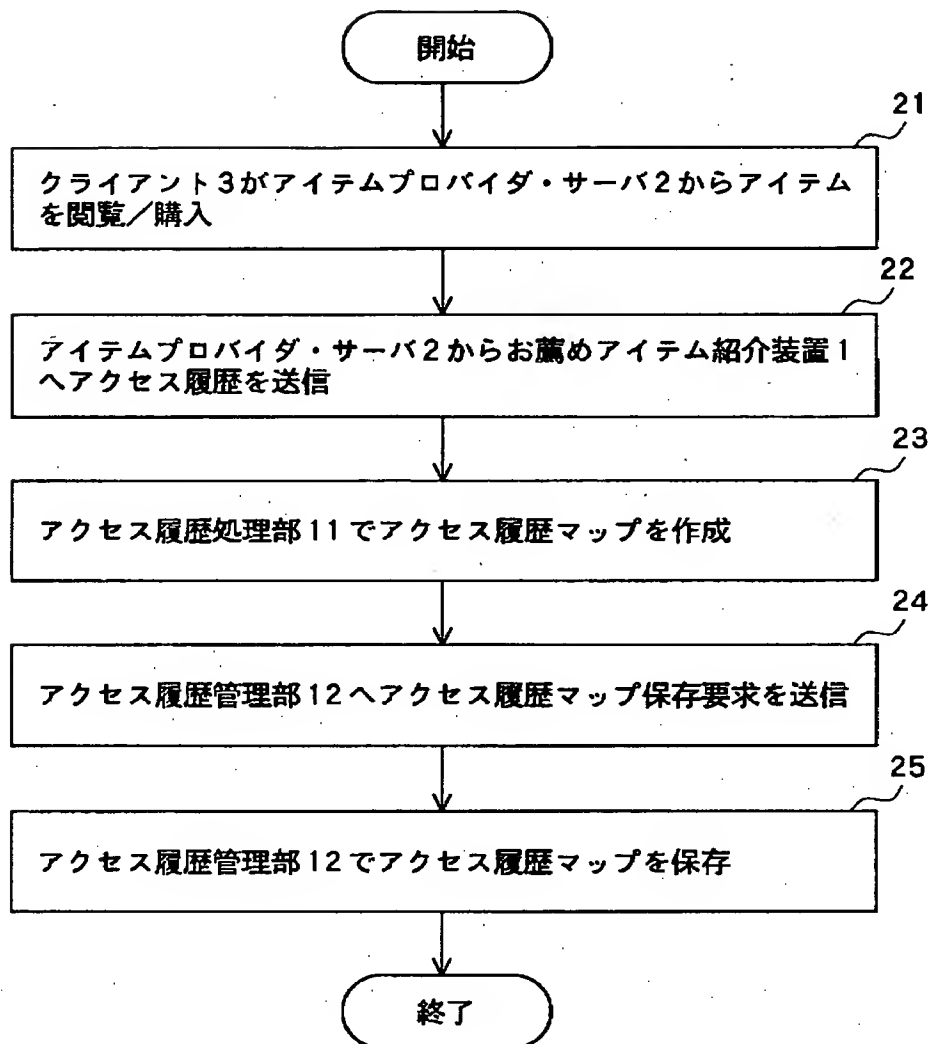 開始
21
クライアント3がアイテムプロバイダ・サーバ2からアイテム
を閲覧／購入
22
アイテムプロバイダ・サーバ2からお薦めアイテム紹介装置1
へアクセス履歴を送信
23
アクセス履歴処理部11でアクセス履歴マップを作成
24
アクセス履歴管理部12へアクセス履歴マップ保存要求を送信
25
アクセス履歴管理部12でアクセス履歴マップを保存
終了